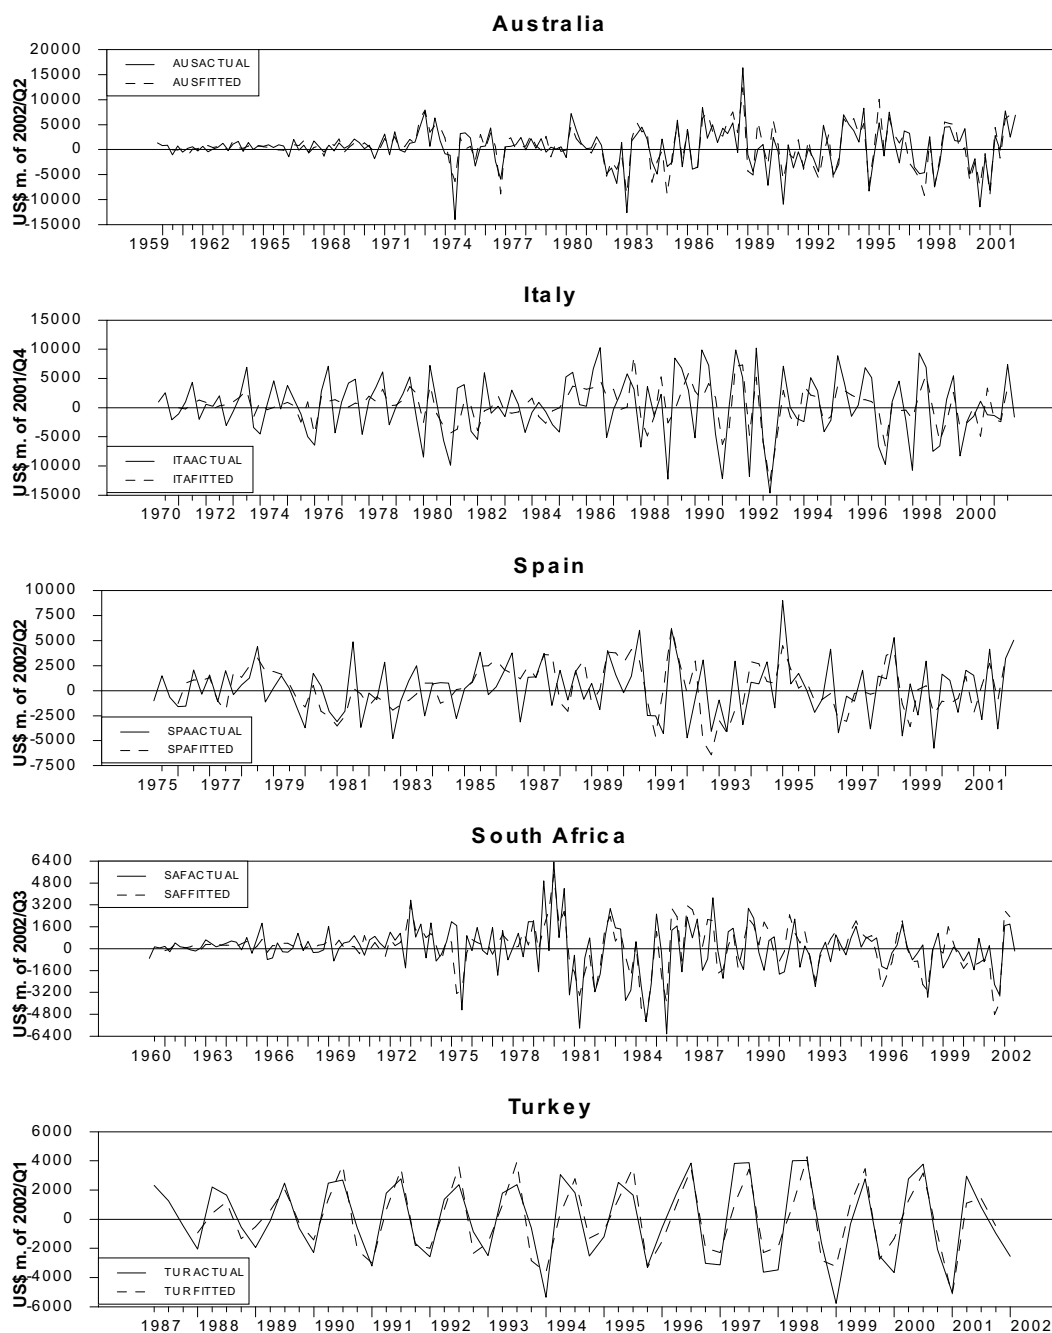 Australia
US$ m. of 2002/Q2
20000
15000
10000
5000
0
-5000
-10000
-15000
AUSACTUAL
AUSFITTED
1959 1962 1965 1968 1971 1974 1977 1980 1983 1986 1989 1992 1995 1998 2001
Italy
US$ m. of 2001/Q4
15000
10000
5000
0
-5000
-10000
-15000
ITAACTUAL
ITAFITTED
1970 1972 1974 1976 1978 1980 1982 1984 1986 1988 1990 1992 1994 1996 1998 2000
Spain
US$ m. of 2002/Q2
10000
7500
5000
2500
0
-2500
-5000
-7500
SPAACTUAL
SPAFITTED
1975 1977 1979 1981 1983 1985 1987 1989 1991 1993 1995 1997 1999 2001
South Africa
US$ m. of 2002/Q3
6400
4800
3200
1600
0
-1600
-3200
-4800
-6400
SAFACTUAL
SAFFITTED
1960 1963 1966 1969 1972 1975 1978 1981 1984 1987 1990 1993 1996 1999 2002
Turkey
US$ m. of 2002/Q1
6000
4000
2000
0
-2000
-4000
-6000
TURACTUAL
TURFITTED
1987 1988 1989 1990 1991 1992 1993 1994 1995 1996 1997 1998 1999 2000 2001 2002